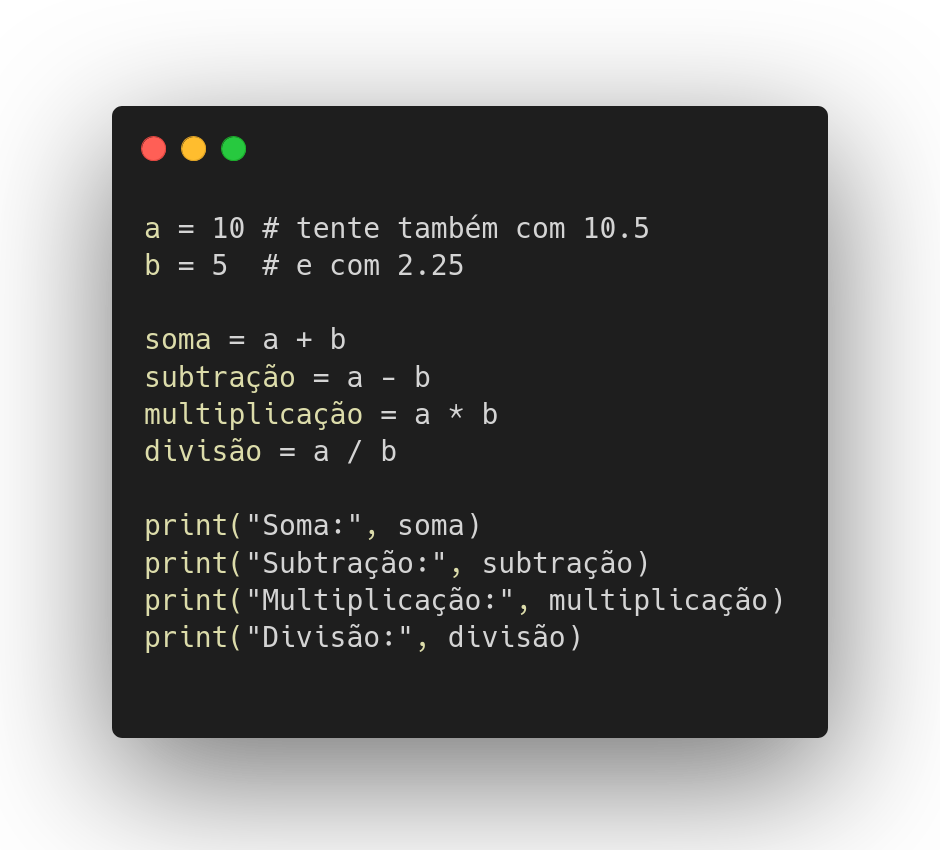 a = 10 # tente também com 10.5
b = 5  # e com 2.25
soma = a + b
subtração = a - b
multiplicação = a * b
divisão = a / b
print("Soma:", soma)
print("Subtração:", subtração)
print("Multiplicação:", multiplicação)
print("Divisão:", divisão)